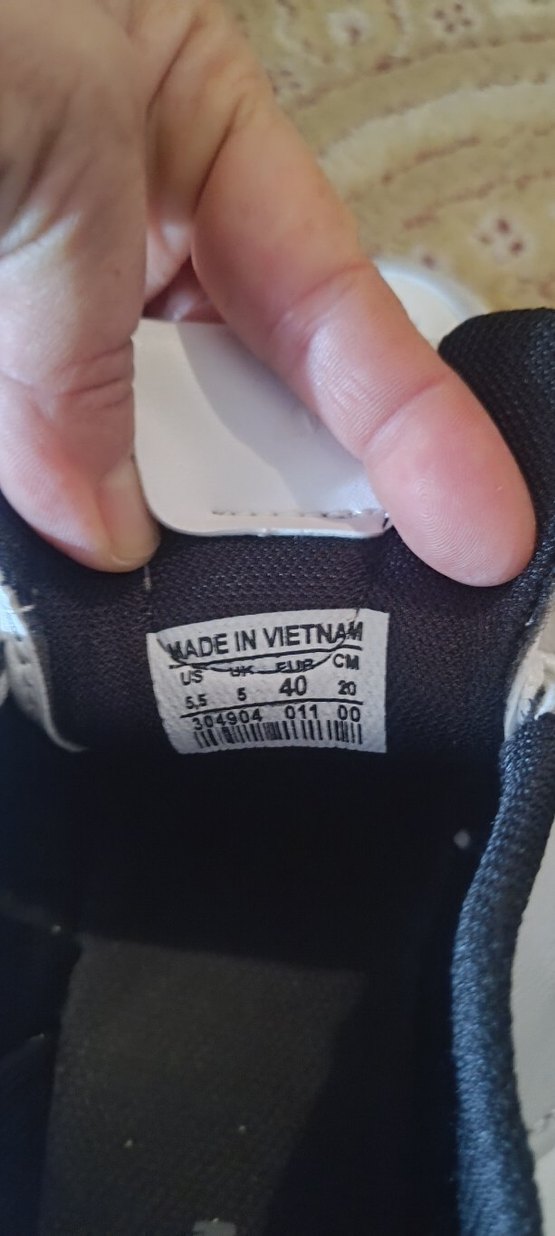 MADE IN VIETNAM
US UK EUR CM
5,5 5 40 20
304904 011 00